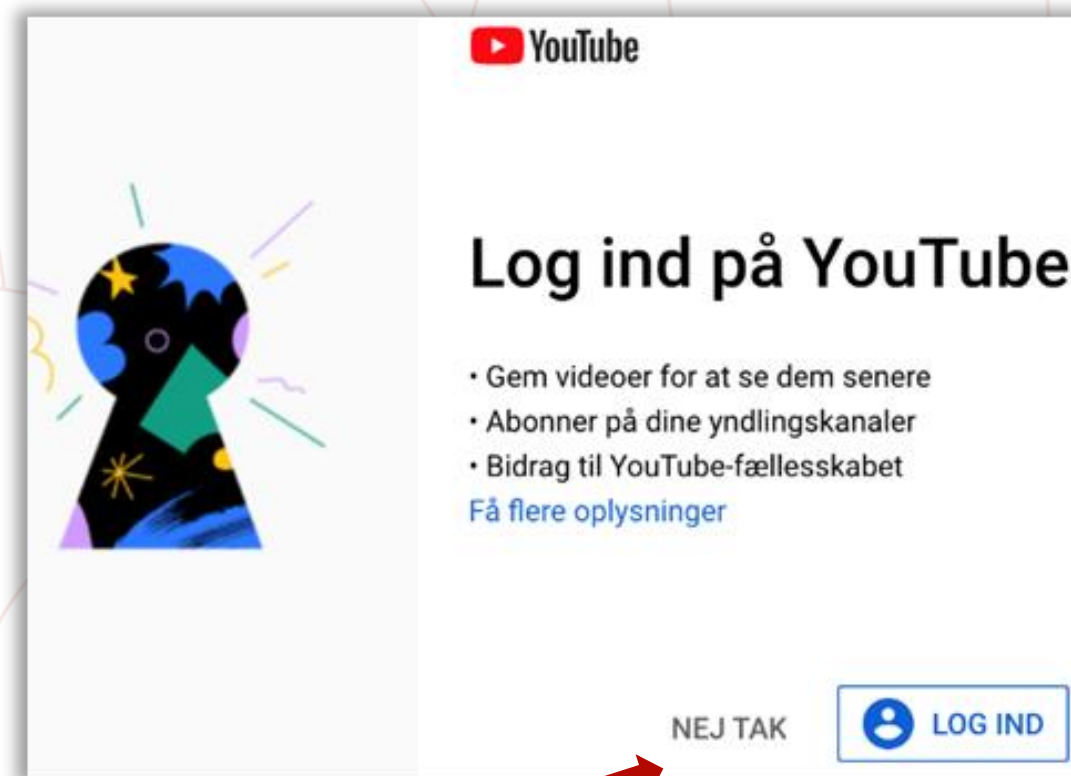 YouTube
Log ind på YouTube
• Gem videoer for at se dem senere
• Abonner på dine yndlingskanaler
• Bidrag til YouTube-fællesskabet
Få flere oplysninger
NEJ TAK
LOG IND